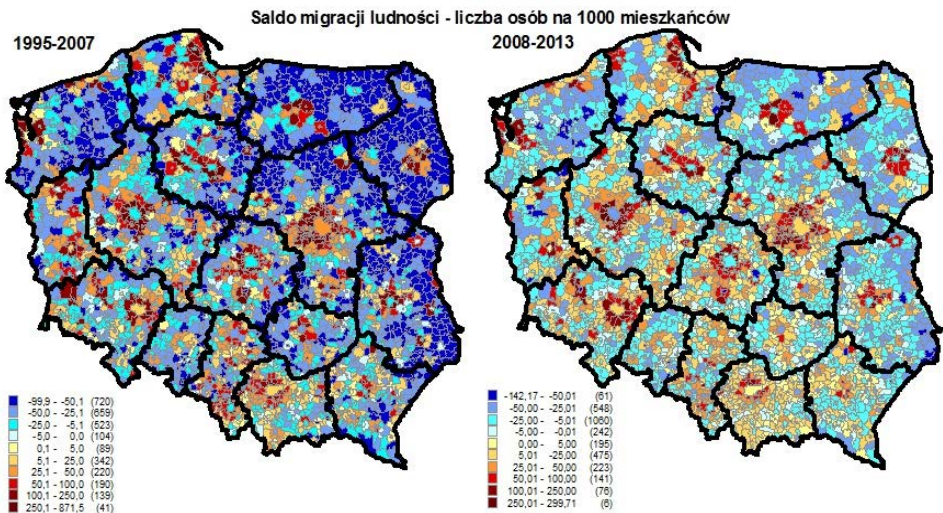 Saldo migracji ludności - liczba osób na 1000 mieszkańców
1995-2007
2008-2013
-99,9 - -50,1 (720)
-50,0 - -25,1 (659)
-25,0 - -5,1 (523)
-5,0 - 0,0 (104)
0,1 - 5,0 (89)
5,1 - 25,0 (342)
25,1 - 50,0 (220)
50,1 - 100,0 (190)
100,1 - 250,0 (139)
250,1 - 871,5 (41)
-142,17 - -50,01 (61)
-50,00 - -25,01 (548)
-25,00 - -5,01 (1060)
-5,00 - -0,01 (242)
0,00 - 5,00 (195)
5,01 - 25,00 (475)
25,01 - 50,00 (223)
50,01 - 100,00 (141)
100,01 - 250,00 (76)
250,01 - 299,71 (6)